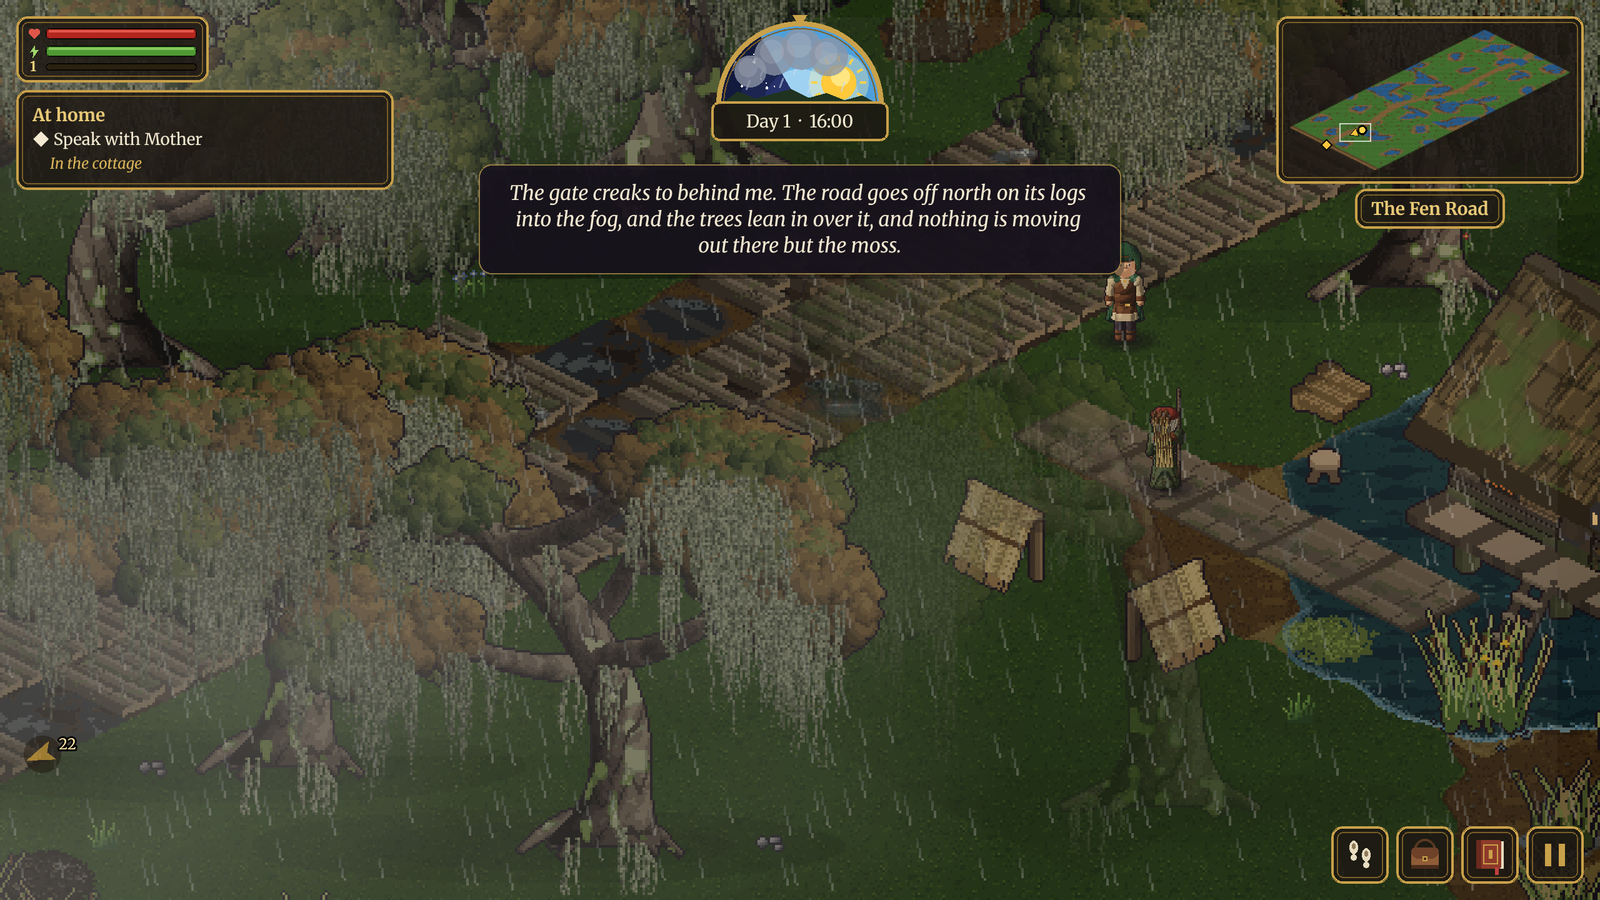 1
At home
Speak with Mother
In the cottage
Day 1 · 16:00
The gate creaks to behind me. The road goes off north on its logs
into the fog, and the trees lean in over it, and nothing is moving
out there but the moss.
The Fen Road
22